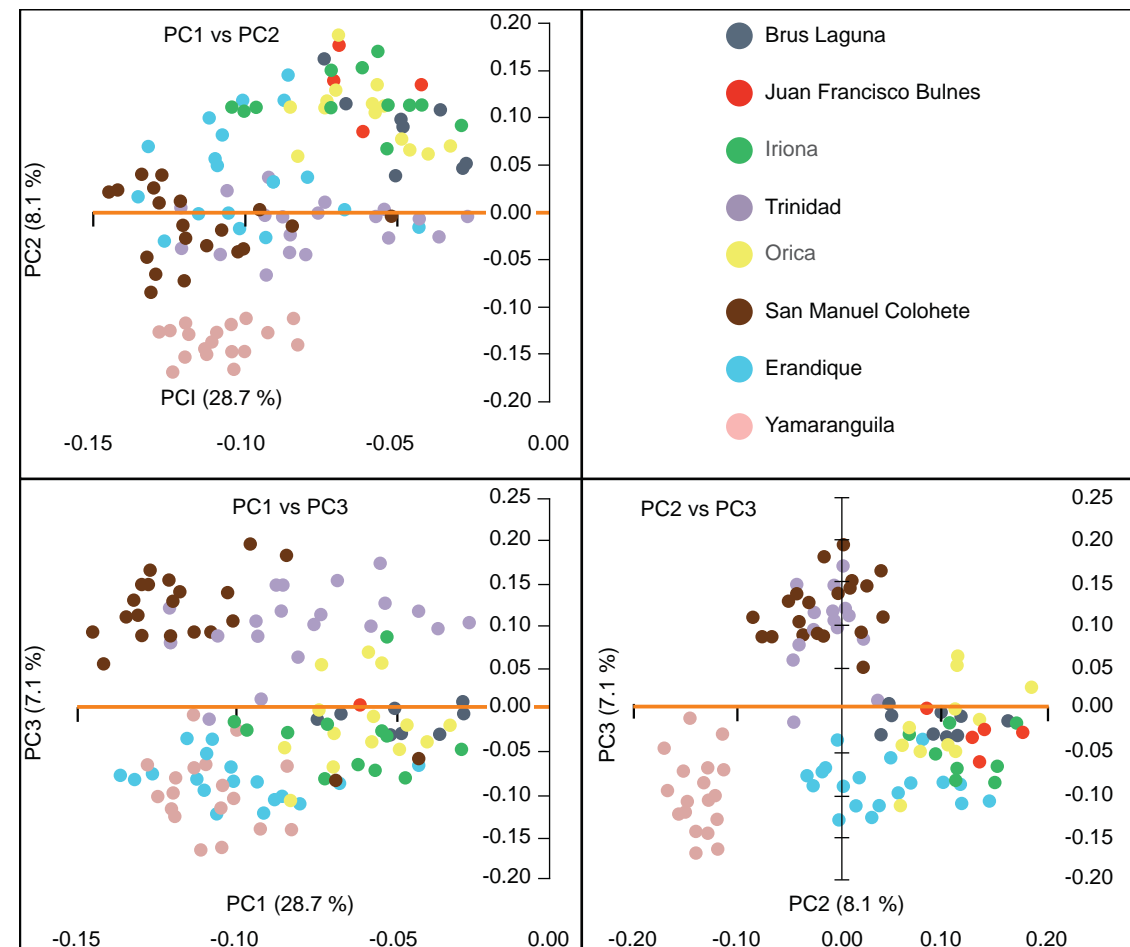 PC1 vs PC2
0.20
0.15
0.10
0.05
0.00
-0.05
-0.10
-0.15
-0.20
PC2 (8.1 %)
PCI (28.7 %)
-0.15 -0.10 -0.05 0.00
Brus Laguna
Juan Francisco Bulnes
Iriona
Trinidad
Orica
San Manuel Colohete
Erandique
Yamaranguila
PC1 vs PC3
0.25
0.20
0.15
0.10
0.05
0.00
-0.05
-0.10
-0.15
-0.20
PC3 (7.1 %)
PC1 (28.7 %)
-0.15 -0.10 -0.05 0.00
PC2 vs PC3
0.25
0.20
0.15
0.10
0.05
0.00
-0.05
-0.10
-0.15
-0.20
PC3 (7.1 %)
PC2 (8.1 %)
-0.20 -0.10 0.00 0.10 0.20